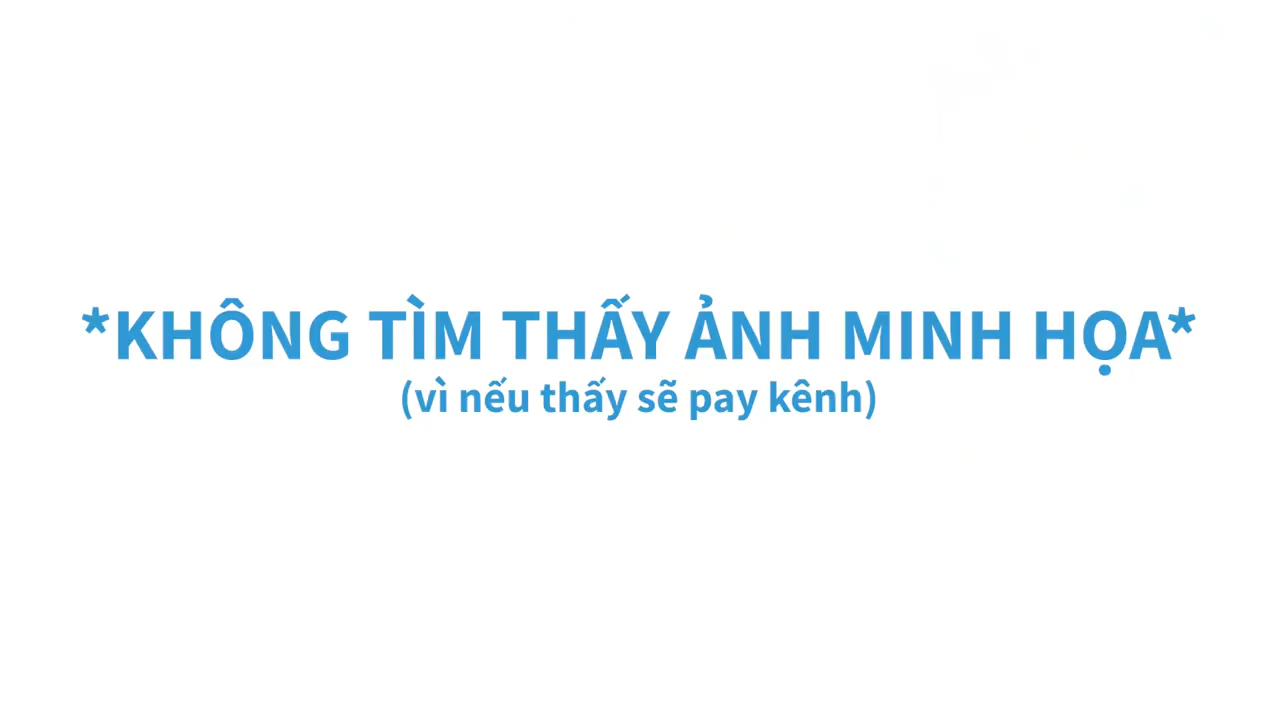 *KHÔNG TÌM THẤY ẢNH MINH HỌA*
(vì nếu thấy sẽ pay kênh)